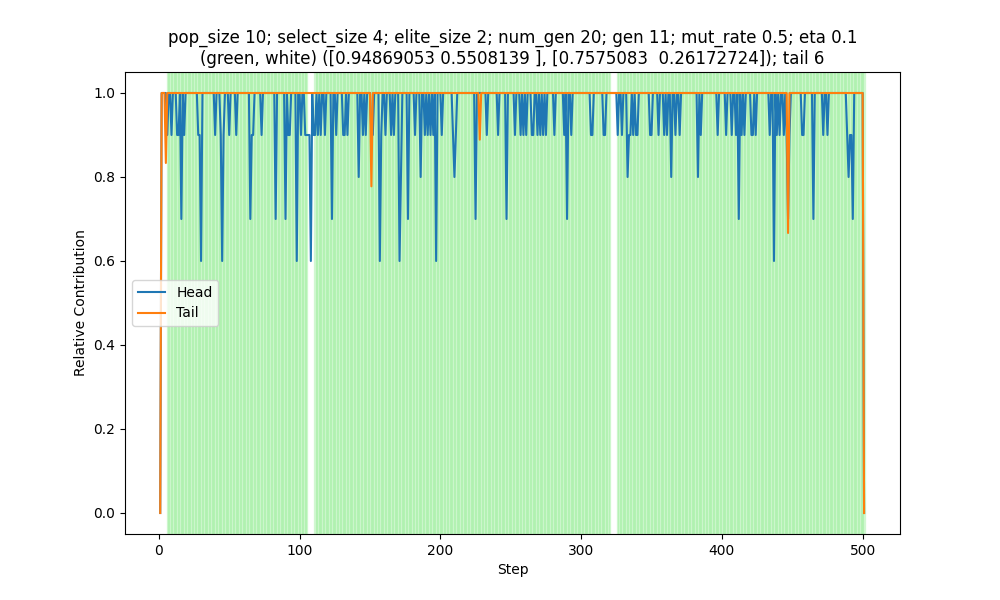 pop_size 10; select_size 4; elite_size 2; num_gen 20; gen 11; mut_rate 0.5; eta 0.1
(green, white) ([0.94869053 0.5508139 ], [0.7575083  0.26172724]); tail 6
1.0
0.8
0.6
0.4
0.2
0.0
Relative Contribution
Head
Tail
0 100 200 300 400 500
Step